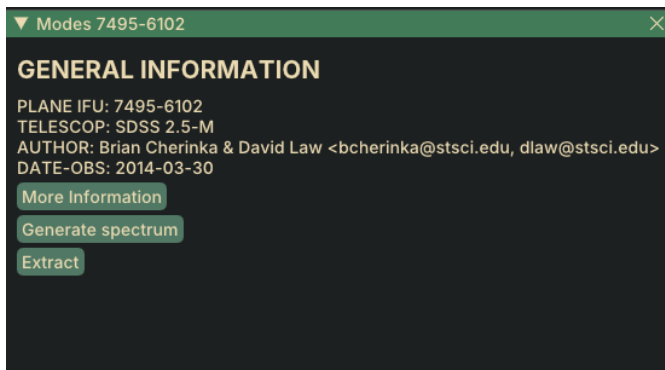 Modes 7495-6102
GENERAL INFORMATION
PLANE IFU: 7495-6102
TELESCOP: SDSS 2.5-M
AUTHOR: Brian Cherinka & David Law <bcherinka@stsci.edu, dlaw@stsci.edu>
DATE-OBS: 2014-03-30
More Information
Generate spectrum
Extract